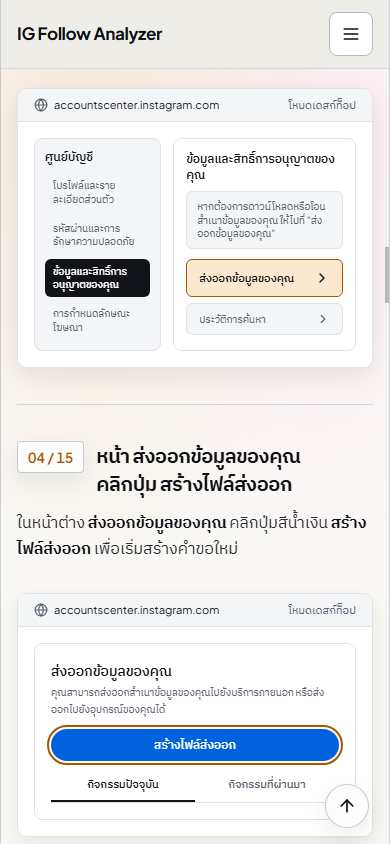 IG Follow Analyzer
accountscenter.instagram.com
โหมดเดสก์ท็อป
ศูนย์บัญชี
โปรไฟล์และราย
ละเอียดส่วนตัว
รหัสผ่านและการ
รักษาความปลอดภัย
ข้อมูลและสิทธิ์การ
อนุญาตของคุณ
การกำหนดลักษณะ
โฆษณา
ข้อมูลและสิทธิ์การอนุญาตของ
คุณ
หากต้องการดาวน์โหลดหรือโอน
สำเนาข้อมูลของคุณ ให้ไปที่ "ส่ง
ออกข้อมูลของคุณ"
ส่งออกข้อมูลของคุณ
ประวัติการค้นหา
04 / 15
หน้า ส่งออกข้อมูลของคุณ
คลิกปุ่ม สร้างไฟล์ส่งออก
ในหน้าต่าง ส่งออกข้อมูลของคุณ คลิกปุ่มสีน้ำเงิน สร้าง
ไฟล์ส่งออก เพื่อเริ่มสร้างคำขอใหม่
accountscenter.instagram.com
โหมดเดสก์ท็อป
ส่งออกข้อมูลของคุณ
คุณสามารถส่งออกสำเนาข้อมูลของคุณไปยังบริการภายนอก หรือส่ง
ออกไปยังอุปกรณ์ของคุณได้
สร้างไฟล์ส่งออก
กิจกรรมปัจจุบัน
กิจกรรมที่ผ่านมา